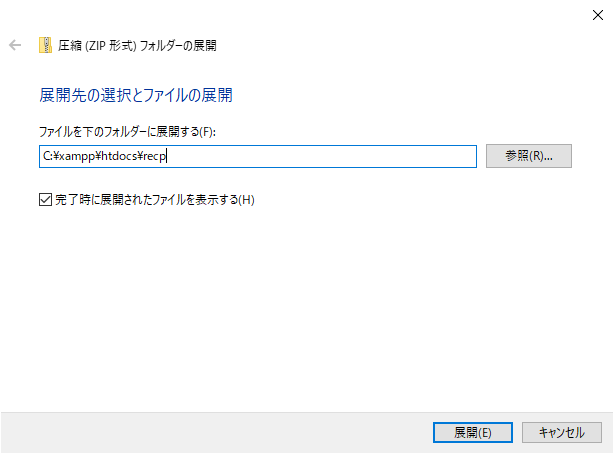 圧縮 (ZIP 形式) フォルダーの展開
展開先の選択とファイルの展開
ファイルを下のフォルダーに展開する(F):
C:¥xampp¥htdocs¥recp
参照(R)...
完了時に展開されたファイルを表示する(H)
展開(E)
キャンセル